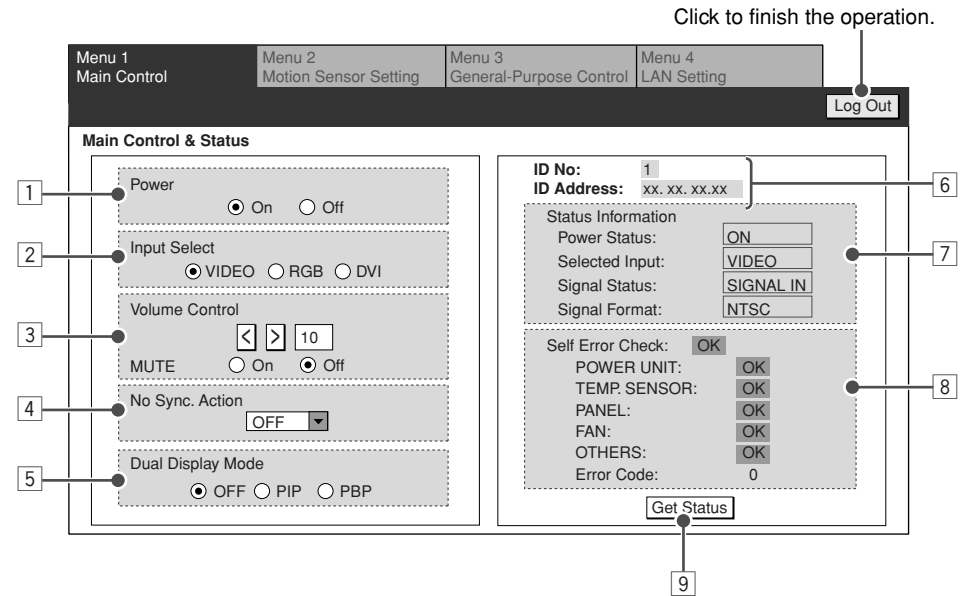 Click to finish the operation.
Menu 1
Main Control
Menu 2
Motion Sensor Setting
Menu 3
General-Purpose Control
Menu 4
LAN Setting
Log Out
Main Control & Status
1
Power
On Off
2
Input Select
VIDEO RGB DVI
3
Volume Control
< > 10
MUTE On Off
4
No Sync. Action
OFF
5
Dual Display Mode
OFF PIP PBP
ID No: 1
ID Address: xx. xx. xx.xx
6
Status Information
Power Status: ON
Selected Input: VIDEO
Signal Status: SIGNAL IN
Signal Format: NTSC
7
Self Error Check: OK
POWER UNIT: OK
TEMP. SENSOR: OK
PANEL: OK
FAN: OK
OTHERS: OK
Error Code: 0
8
Get Status
9